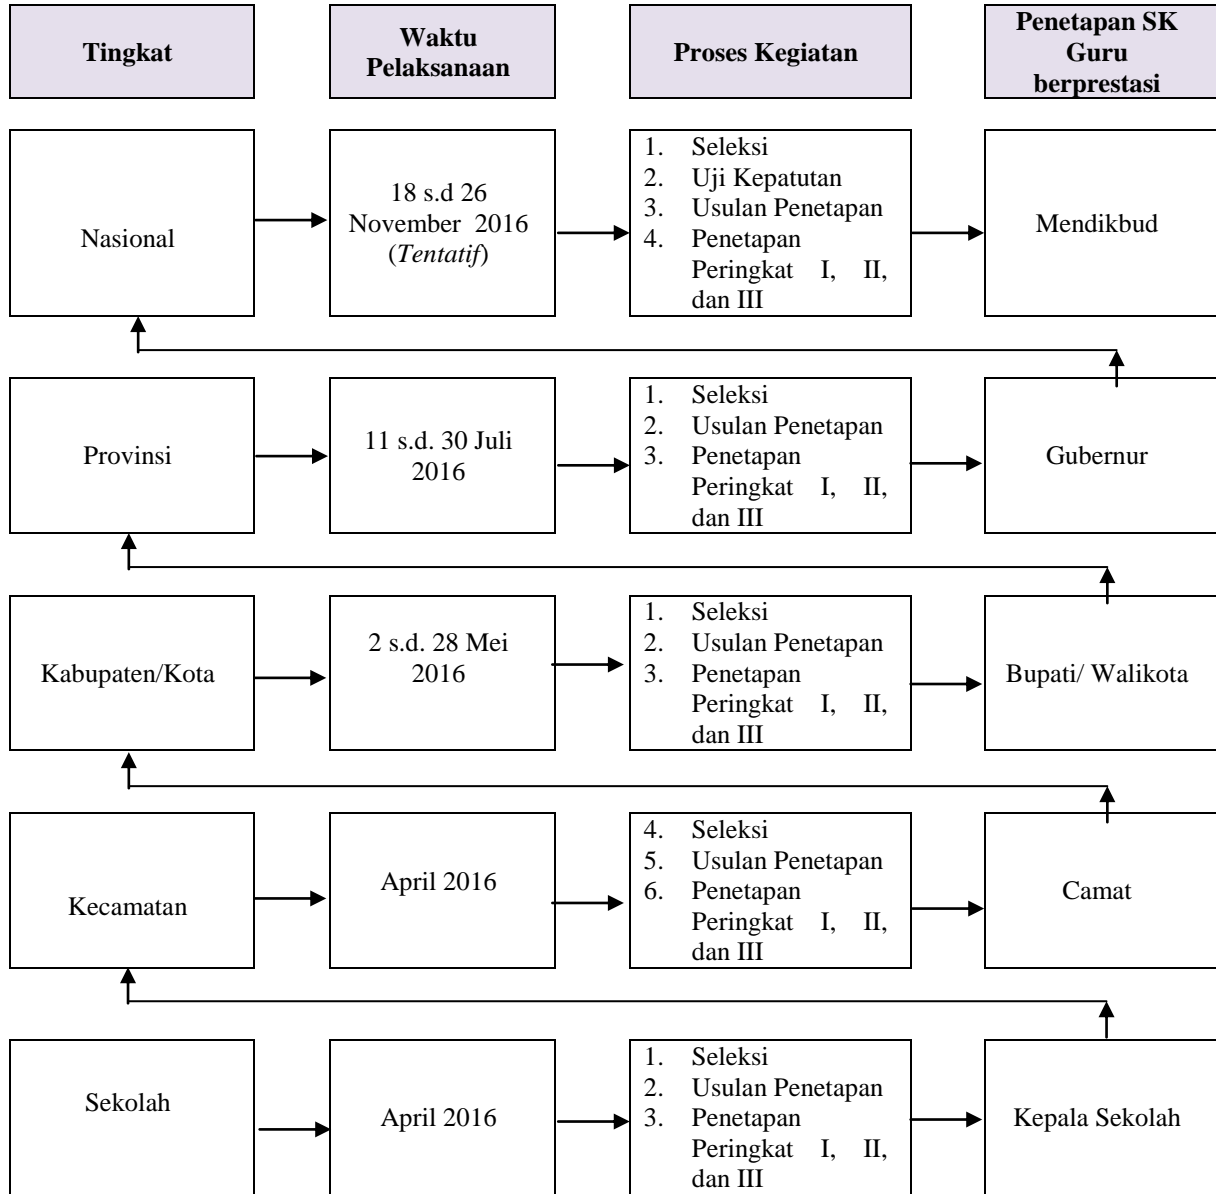 Tingkat
Waktu
Pelaksanaan
Proses Kegiatan
Penetapan SK
Guru
berprestasi
Nasional
18 s.d 26
November 2016
(Tentatif)
1. Seleksi
2. Uji Kepatutan
3. Usulan Penetapan
4. Penetapan
Peringkat I, II,
dan III
Mendikbud
Provinsi
11 s.d. 30 Juli
2016
1. Seleksi
2. Usulan Penetapan
3. Penetapan
Peringkat I, II,
dan III
Gubernur
Kabupaten/Kota
2 s.d. 28 Mei
2016
1. Seleksi
2. Usulan Penetapan
3. Penetapan
Peringkat I, II,
dan III
Bupati/ Walikota
Kecamatan
April 2016
4. Seleksi
5. Usulan Penetapan
6. Penetapan
Peringkat I, II,
dan III
Camat
Sekolah
April 2016
1. Seleksi
2. Usulan Penetapan
3. Penetapan
Peringkat I, II,
dan III
Kepala Sekolah